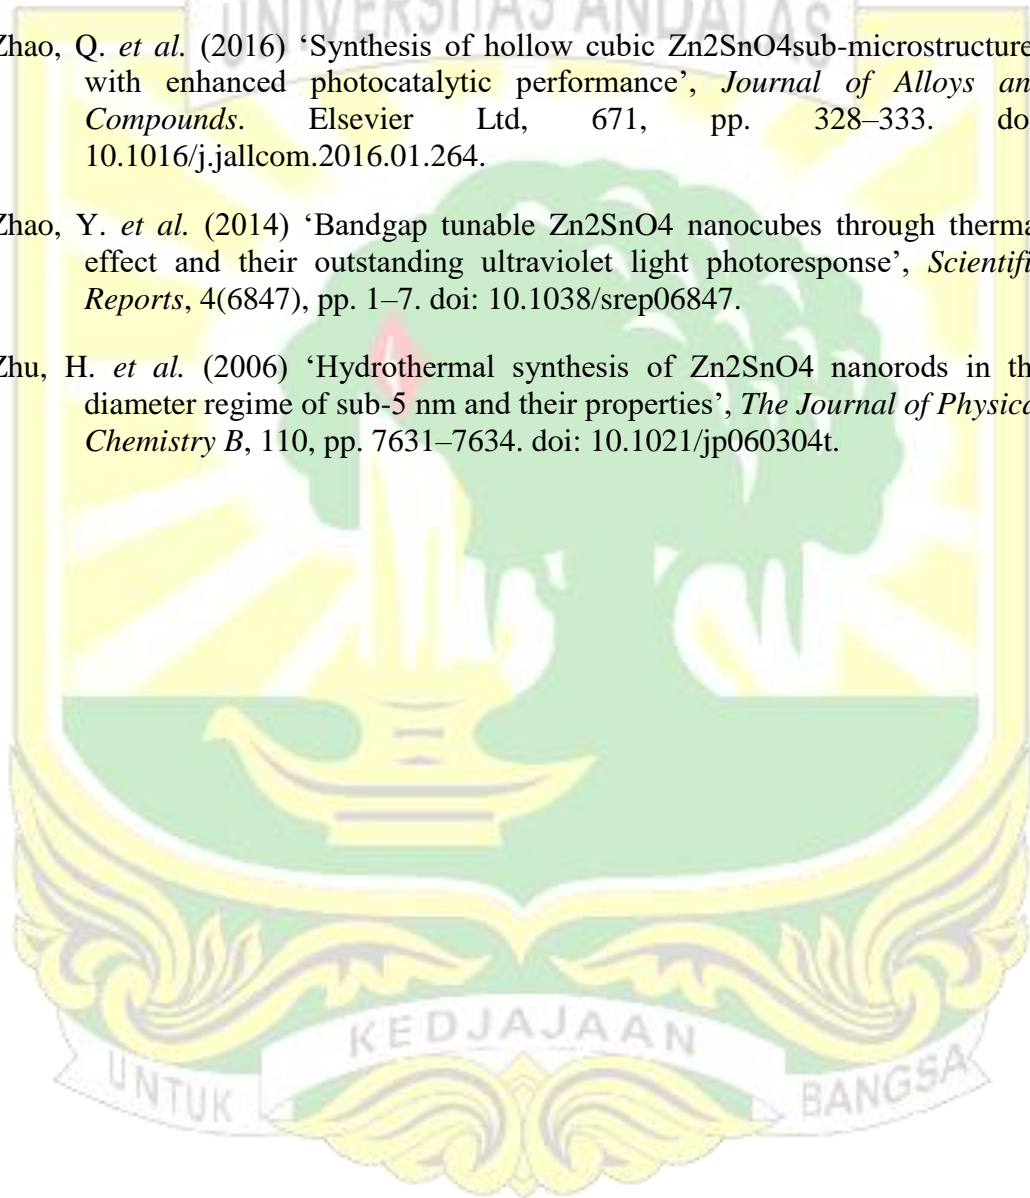 UNIVERSITAS ANDALAS
Zhao, Q. et al. (2016) ‘Synthesis of hollow cubic Zn2SnO4sub-microstructure
with enhanced photocatalytic performance’, Journal of Alloys an
Compounds. Elsevier Ltd, 671, pp. 328–333. do
10.1016/j.jallcom.2016.01.264.
Zhao, Y. et al. (2014) ‘Bandgap tunable Zn2SnO4 nanocubes through therma
effect and their outstanding ultraviolet light photoresponse’, Scientifi
Reports, 4(6847), pp. 1–7. doi: 10.1038/srep06847.
Zhu, H. et al. (2006) ‘Hydrothermal synthesis of Zn2SnO4 nanorods in th
diameter regime of sub-5 nm and their properties’, The Journal of Physica
Chemistry B, 110, pp. 7631–7634. doi: 10.1021/jp060304t.
UNTUK KEDJAJAAN BANGSA